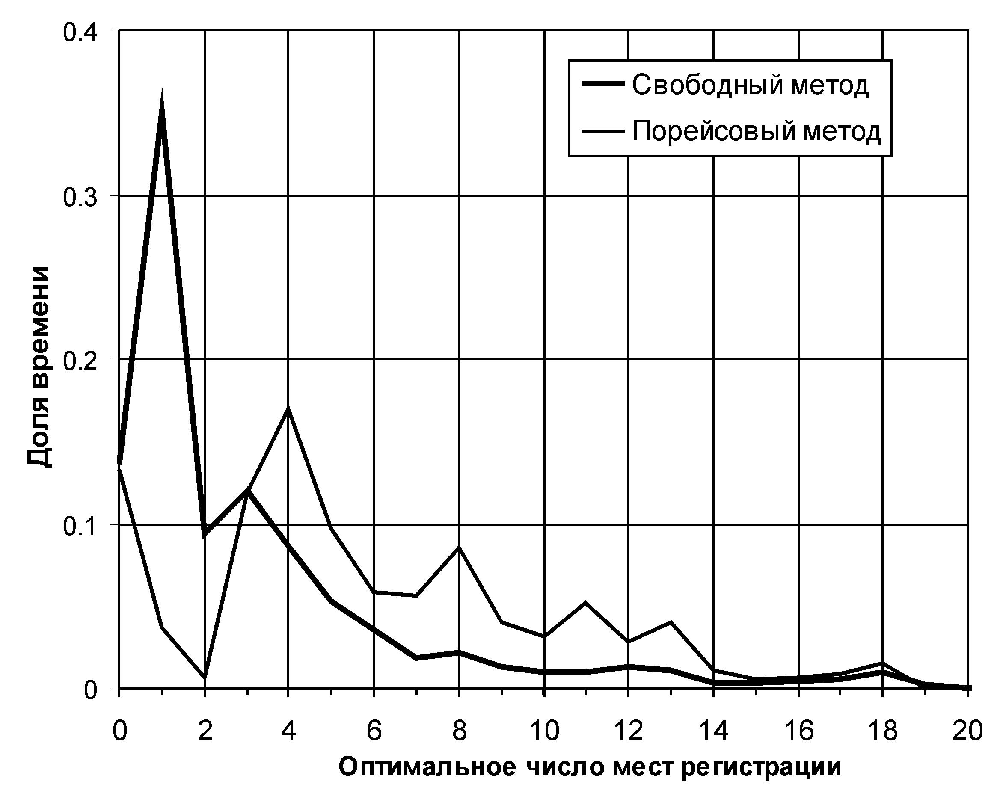 0.4
0.3
0.2
0.1
0
Доля времени
Свободный метод
Порейсовый метод
0 2 4 6 8 10 12 14 16 18 20
Оптимальное число мест регистрации